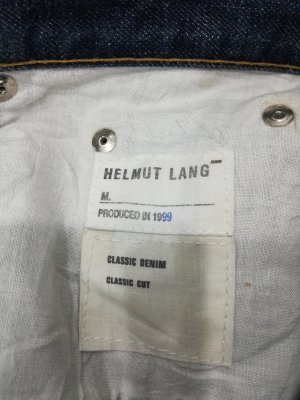 HELMUT LANG
M.
PRODUCED IN 1999
CLASSIC DENIM
CLASSIC CUT